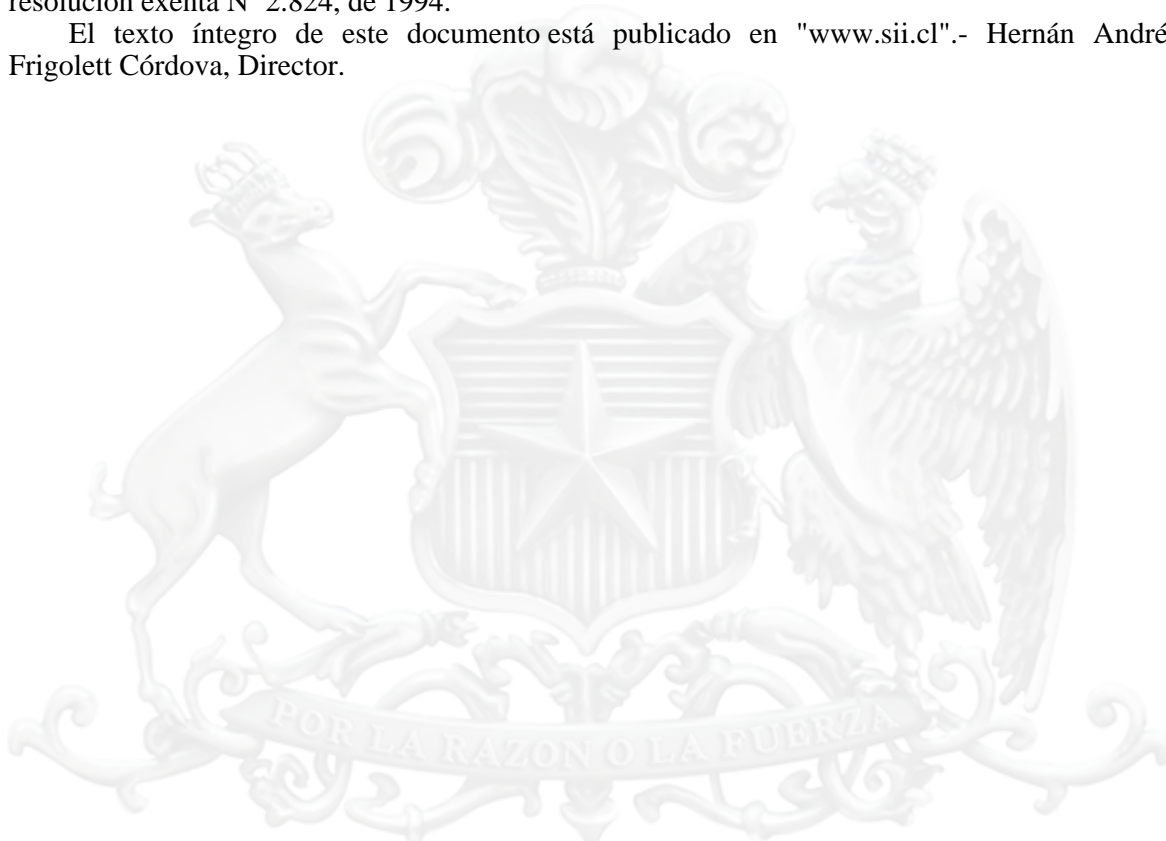 resolución exenta N° 2.824, de 1994.
El texto íntegro de este documento está publicado en "www.sii.cl".- Hernán André
Frigolett Córdova, Director.
POR LA RAZON O LA FUERZA